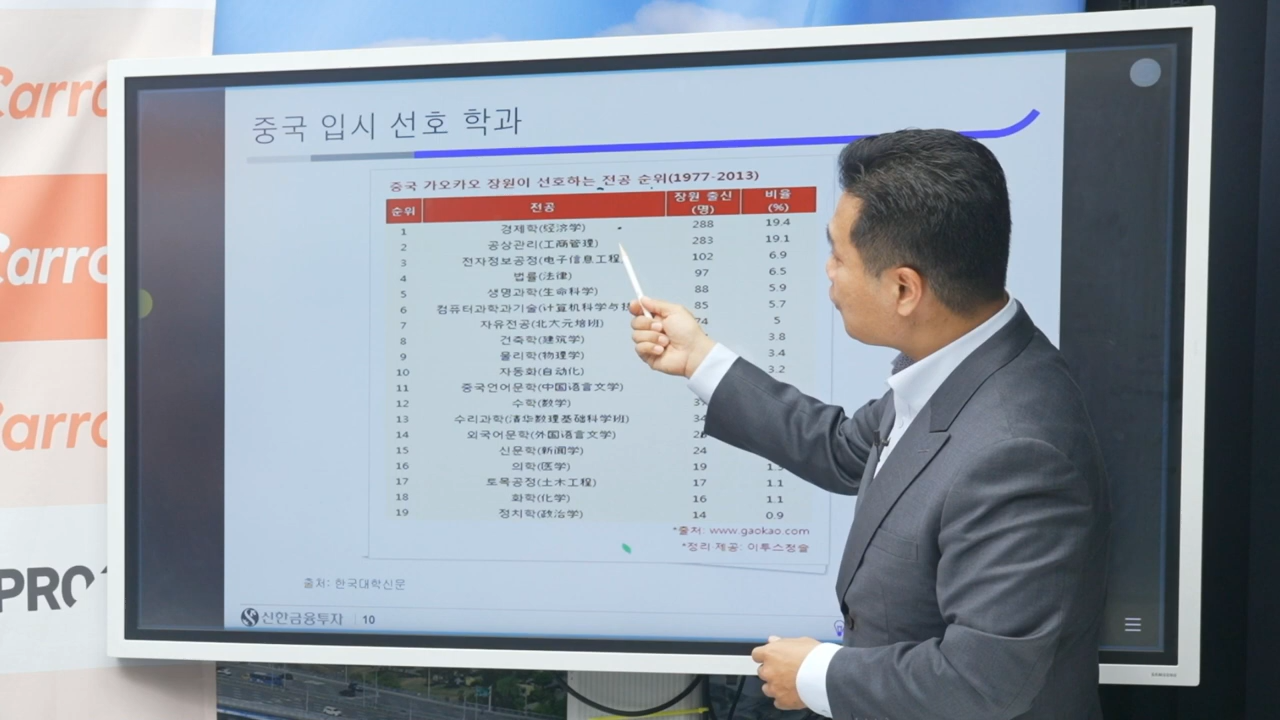 Carro
Carro
Carro
PRO
중국 입시 선호 학과
중국 가오카오 장원이 선호하는 전공 순위(1977-2013)
순위 전공 장원 출신(명) 비율(%)
1 경제학(经济学) 288 19.4
2 공상관리(工商管理) 283 19.1
3 전자정보공정(电子信息工程 102 6.9
4 법률(法律) 97 6.5
5 생명과학(生命科学) 88 5.9
6 컴퓨터과학과기술(计算机科学与技 85 5.7
7 자유전공(北大元培班) 74 5
8 건축학(建筑学) 3.8
9 물리학(物理学) 3.4
10 자동화(自动化) 3.2
11 중국언어문학(中国语言文学)
12 수학(数学)
13 수리과학(清华数理基础科学班) 34
14 외국어문학(外国语言文学)
15 신문학(新闻学) 24
16 의학(医学) 19
17 토목공정(土木工程) 17 1.1
18 화학(化学) 16 1.1
19 정치학(政治学) 14 0.9
*출처: www.gaokao.com
*정리 제공: 이투스청솔
출처: 한국대학신문
신한금융투자 10
SAMSUNG